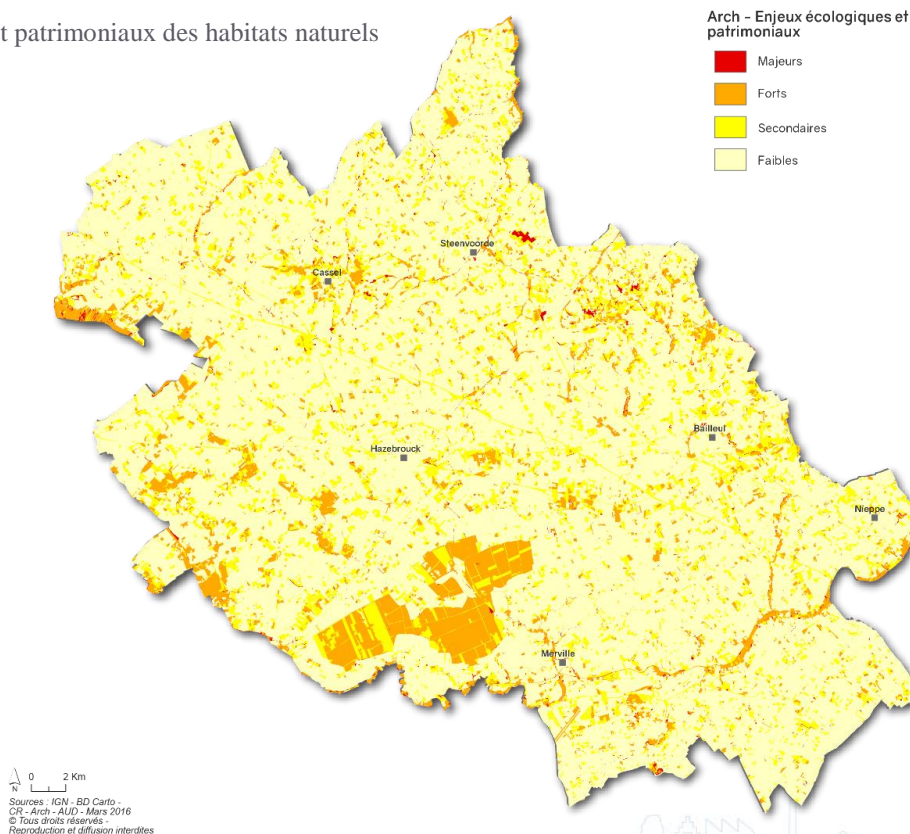 t patrimoniaux des habitats naturels
Arch – Enjeux écologiques et
patrimoniaux
Majeurs
Forts
Secondaires
Faibles
Steenvoorde
Cassel
Bailleul
Hazebrouck
Nieppe
Merville
0 2 Km
N
Sources : IGN - BD Carto -
CR - Arch - AUD - Mars 2016
© Tous droits réservés -
Reproduction et diffusion interdites